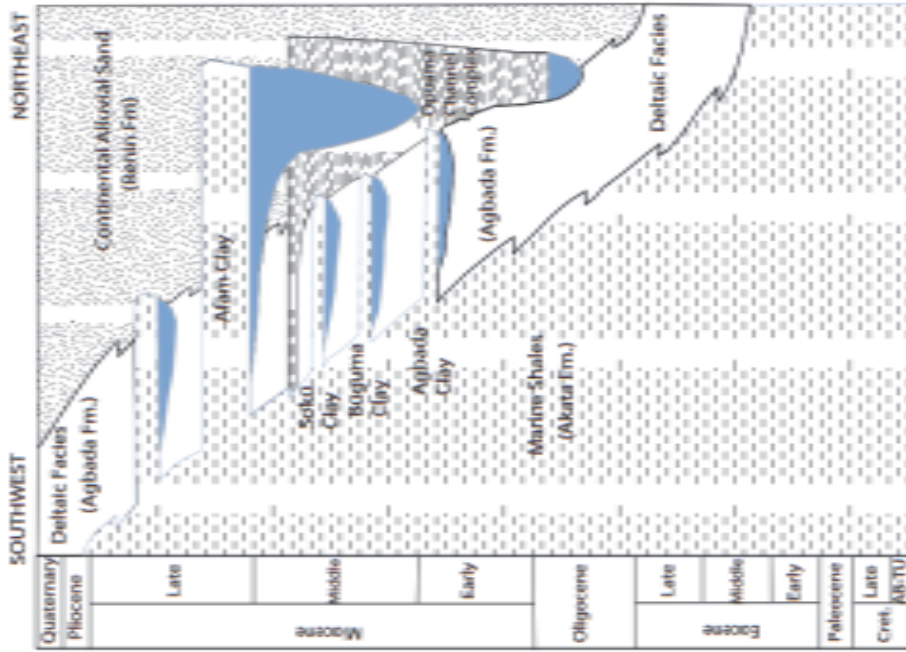 SOUTHWEST
NORTHEAST
Continental Alluvial Sand
(Benin Fm)
Deltaic Facies
(Agbada Fm.)
Afam Clay
Opuama
Channel
Complex
Soku
Clay
Buguma
Clay
Agbada
Clay
(Agbada Fm.)
Deltaic Facies
Marine Shales
(Akata Fm.)
Quaternary
Pliocene
Miocene
Late
Middle
Early
Oligocene
Eocene
Late
Middle
Early
Paleocene
Cret.
Late
AB-TU